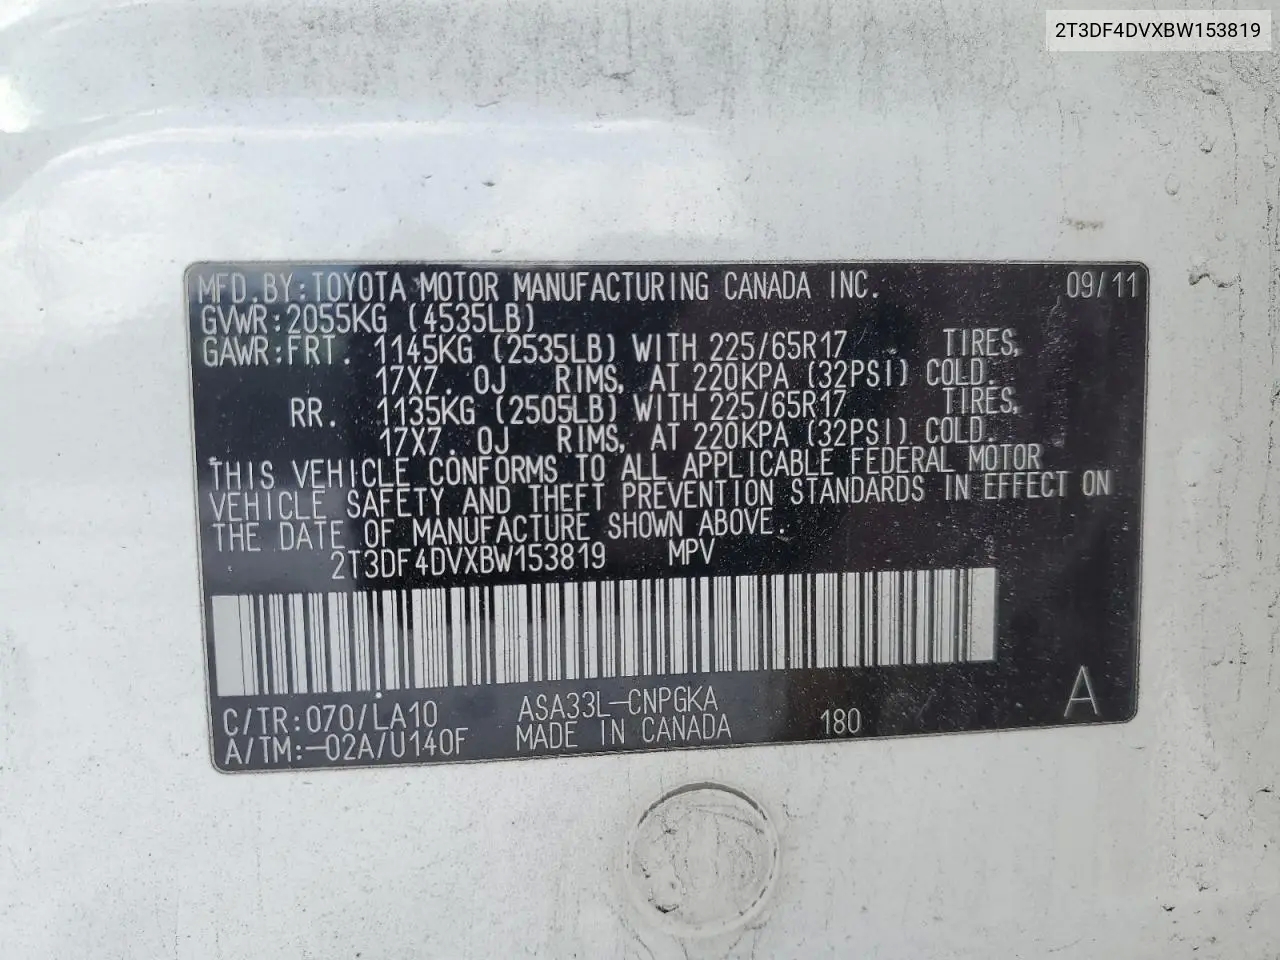 2T3DF4DVXBW153819
MFD.BY:TOYOTA MOTOR MANUFACTURING CANADA INC. 09/11
GVWR:2055KG (4535LB)
GAWR:FRT. 1145KG (2535LB) WITH 225/65R17 TIRES,
17X7.0J RIMS, AT 220KPA (32PSI) COLD.
RR. 1135KG (2505LB) WITH 225/65R17 TIRES,
17X7.0J RIMS, AT 220KPA (32PSI) COLD.
THIS VEHICLE CONFORMS TO ALL APPLICABLE FEDERAL MOTOR
VEHICLE SAFETY AND THEFT PREVENTION STANDARDS IN EFFECT ON
THE DATE OF MANUFACTURE SHOWN ABOVE.
2T3DF4DVXBW153819 MPV
C/TR:070/LA10 ASA33L-CNPGKA A
A/TM:-02A/U140F MADE IN CANADA 180